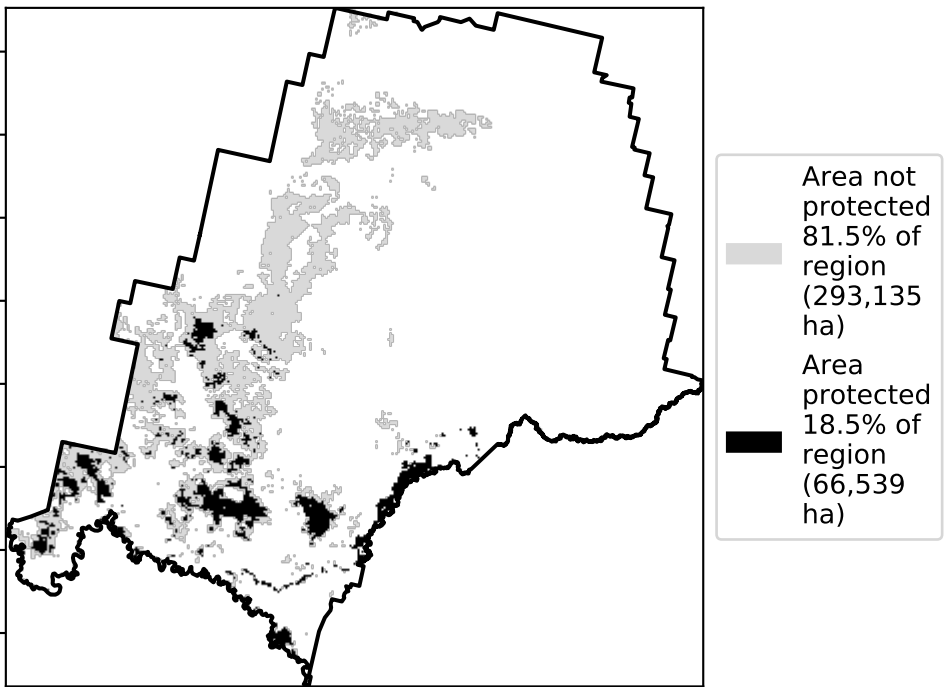 Area not
protected
81.5% of
region
(293,135
ha)
Area
protected
18.5% of
region
(66,539
ha)